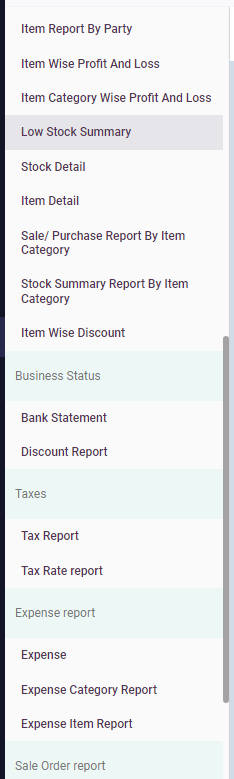 Item Report By Party
Item Wise Profit And Loss
Item Category Wise Profit And Loss
Low Stock Summary
Stock Detail
Item Detail
Sale/ Purchase Report By Item
Category
Stock Summary Report By Item
Category
Item Wise Discount
Business Status
Bank Statement
Discount Report
Taxes
Tax Report
Tax Rate report
Expense report
Expense
Expense Category Report
Expense Item Report
Sale Order report